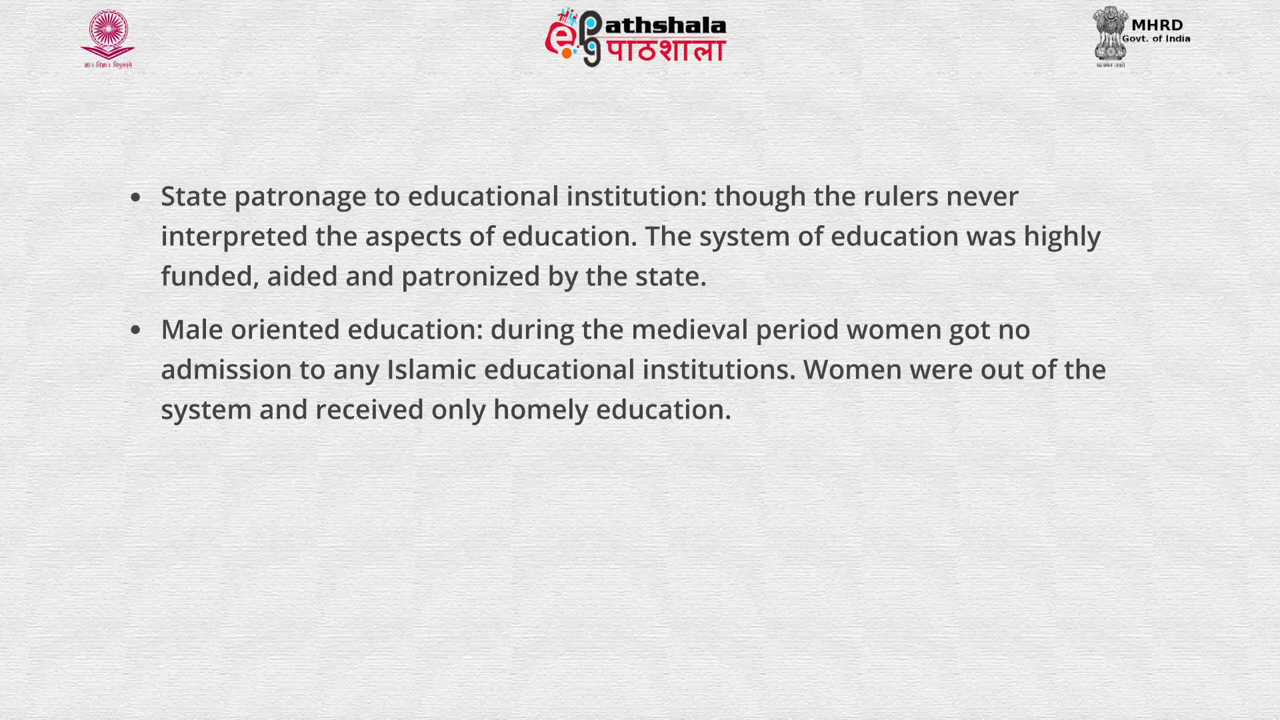 ePg Pathshala
पाठशाला
MHRD
Govt. of India
• State patronage to educational institution: though the rulers never
interpreted the aspects of education. The system of education was highly
funded, aided and patronized by the state.
• Male oriented education: during the medieval period women got no
admission to any Islamic educational institutions. Women were out of the
system and received only homely education.